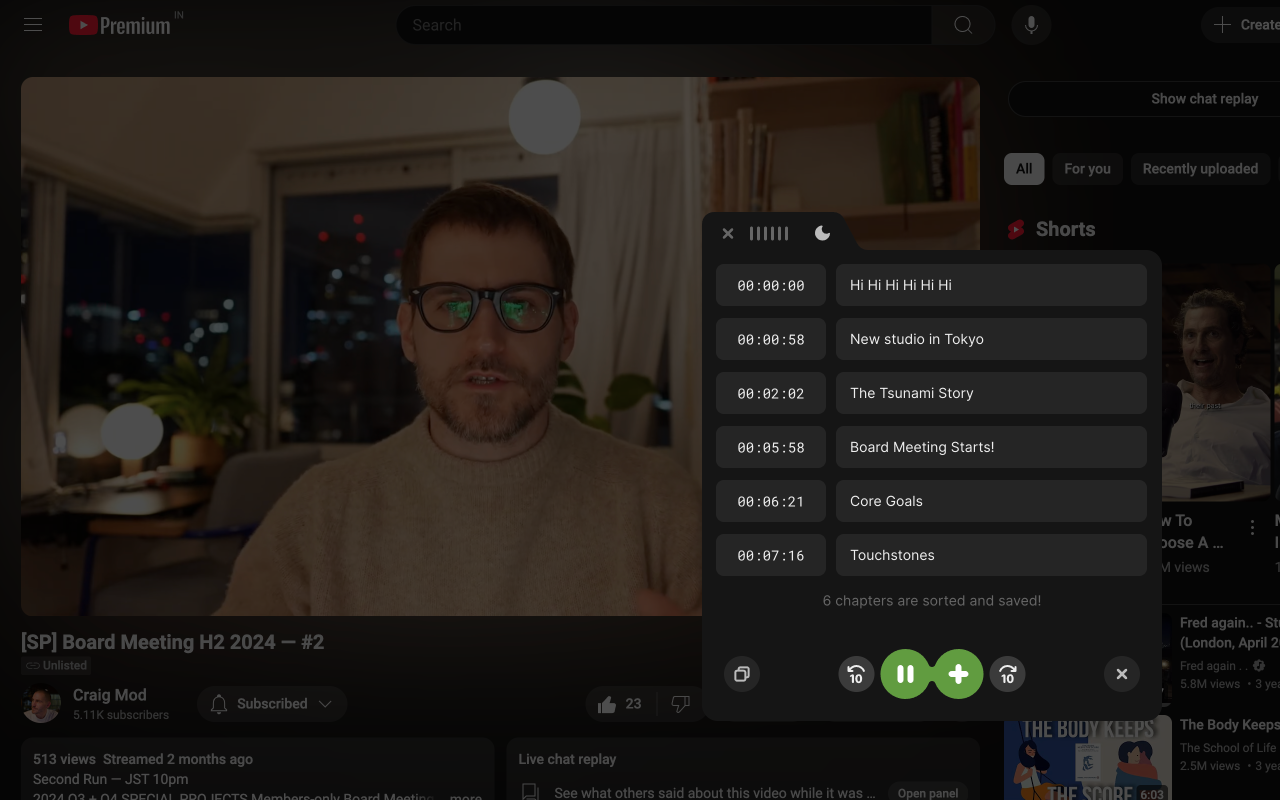 Premium IN
Search
Create
Show chat replay
All
For you
Recently uploaded
Shorts
00:00:00 Hi Hi Hi Hi Hi Hi
00:00:58 New studio in Tokyo
00:02:02 The Tsunami Story
00:05:58 Board Meeting Starts!
00:06:21 Core Goals
00:07:16 Touchstones
6 chapters are sorted and saved!
10
10
their past
w To
ose A ...
M views
[SP] Board Meeting H2 2024 — #2
Unlisted
Craig Mod
5.11K subscribers
Subscribed
23
513 views Streamed 2 months ago
Second Run — JST 10pm
2024 Q3 + Q4 SPECIAL PROJECTS Members-only Board Meeting ...more
Live chat replay
See what others said about this video while it was ...
Open panel
Fred again.. - Stu
(London, April 2
Fred again . .
5.8M views • 3 yea
THE BODY KEEPS
THE SCORE
6:03
The Body Keeps
The School of Life
2.5M views • 3 yea